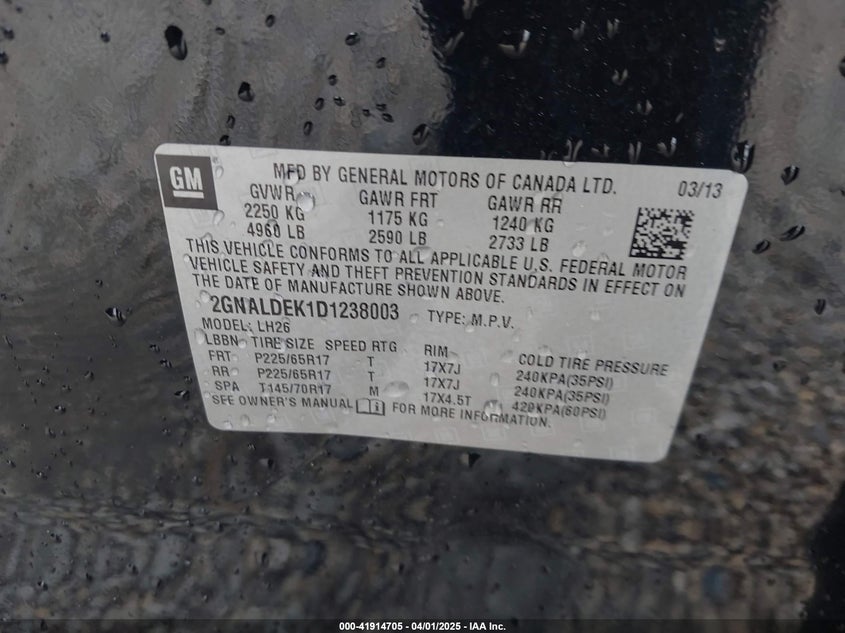 GM
MFD BY GENERAL MOTORS OF CANADA LTD. 03/13
GVWR GAWR FRT GAWR RR
2250 KG 1175 KG 1240 KG
4960 LB 2590 LB 2733 LB
THIS VEHICLE CONFORMS TO ALL APPLICABLE U.S. FEDERAL MOTOR
VEHICLE SAFETY AND THEFT PREVENTION STANDARDS IN EFFECT ON
THE DATE OF MANUFACTURE SHOWN ABOVE.
2GNALDEK1D1238003 TYPE: M.P.V.
MODEL: LH26
LBBN TIRE SIZE SPEED RTG RIM COLD TIRE PRESSURE
FRT P225/65R17 T 17X7J 240KPA(35PSI)
RR P225/65R17 T 17X7J 240KPA(35PSI)
SPA T145/70R17 M 17X4.5T 420KPA(60PSI)
SEE OWNER'S MANUAL FOR MORE INFORMATION.
000-41914705 - 04/01/2025 - IAA Inc.